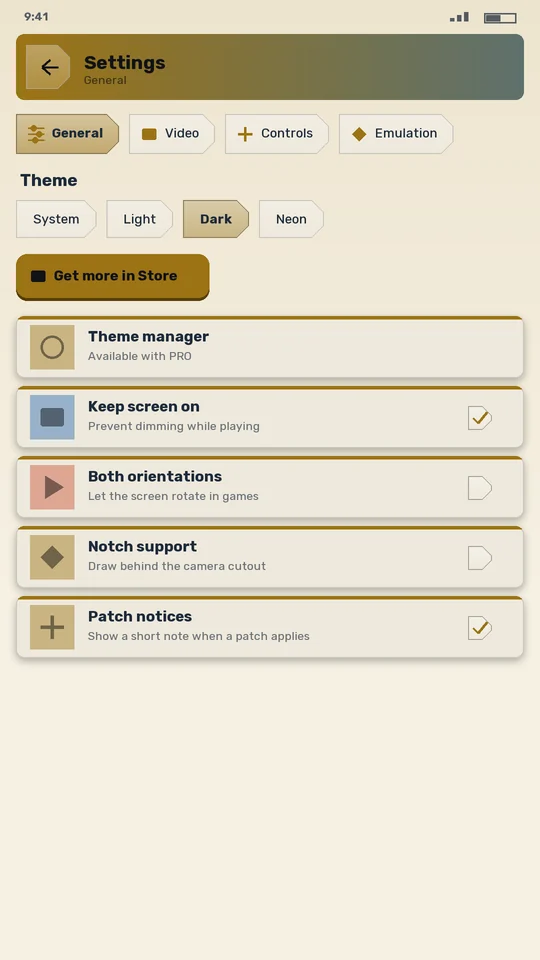 9:41
Settings
General
General
Video
Controls
Emulation
Theme
System
Light
Dark
Neon
Get more in Store
Theme manager
Available with PRO
Keep screen on
Prevent dimming while playing
Both orientations
Let the screen rotate in games
Notch support
Draw behind the camera cutout
Patch notices
Show a short note when a patch applies